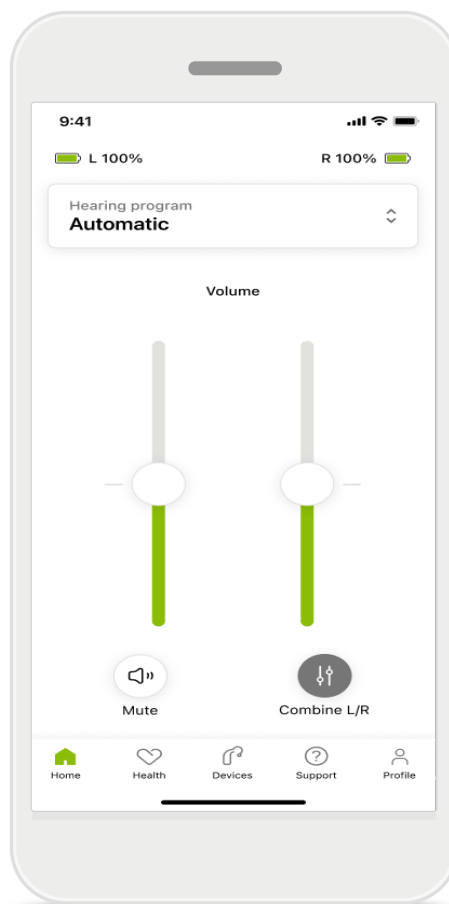 9:41
L 100%
R 100%
Hearing program
Automatic
Volume
Mute
Combine L/R
Home
Health
Devices
Support
Profile